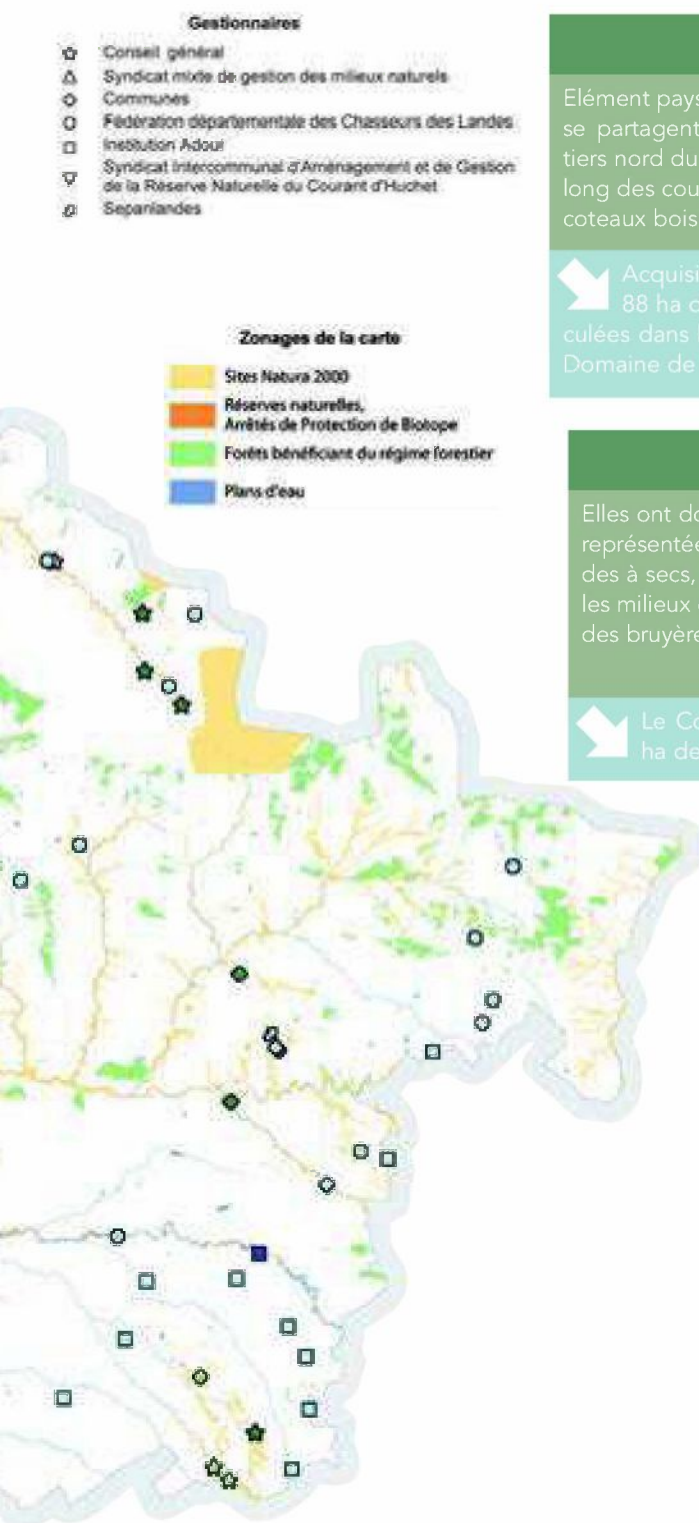 Gestionnaires
Conseil général
Syndicat mixte de gestion des milieux naturels
Communes
Fédération départementale des Chasseurs des Landes
Institution Adour
Syndicat Intercommunal d'Aménagement et de Gestion
de la Réserve Naturelle du Courant d'Huchet
Sepanlandes
Zonages de la carte
Sites Natura 2000
Réserves naturelles,
Arrêtés de Protection de Biotope
Forêts bénéficiant du régime forestier
Plans d'eau
Elément pays
se partagent
tiers nord du
long des cou
coteaux bois
Acquisi
88 ha d
culées dans
Domaine de
Elles ont do
représentée
des à secs,
les milieux
des bruyère
Le Co
ha de